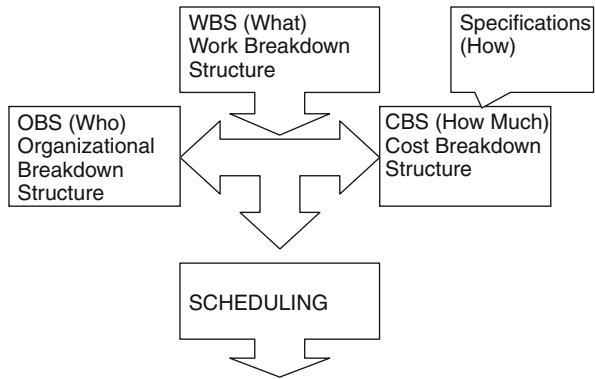 WBS (What)
Work Breakdown
Structure
Specifications
(How)
OBS (Who)
Organizational
Breakdown
Structure
CBS (How Much)
Cost Breakdown
Structure
SCHEDULING